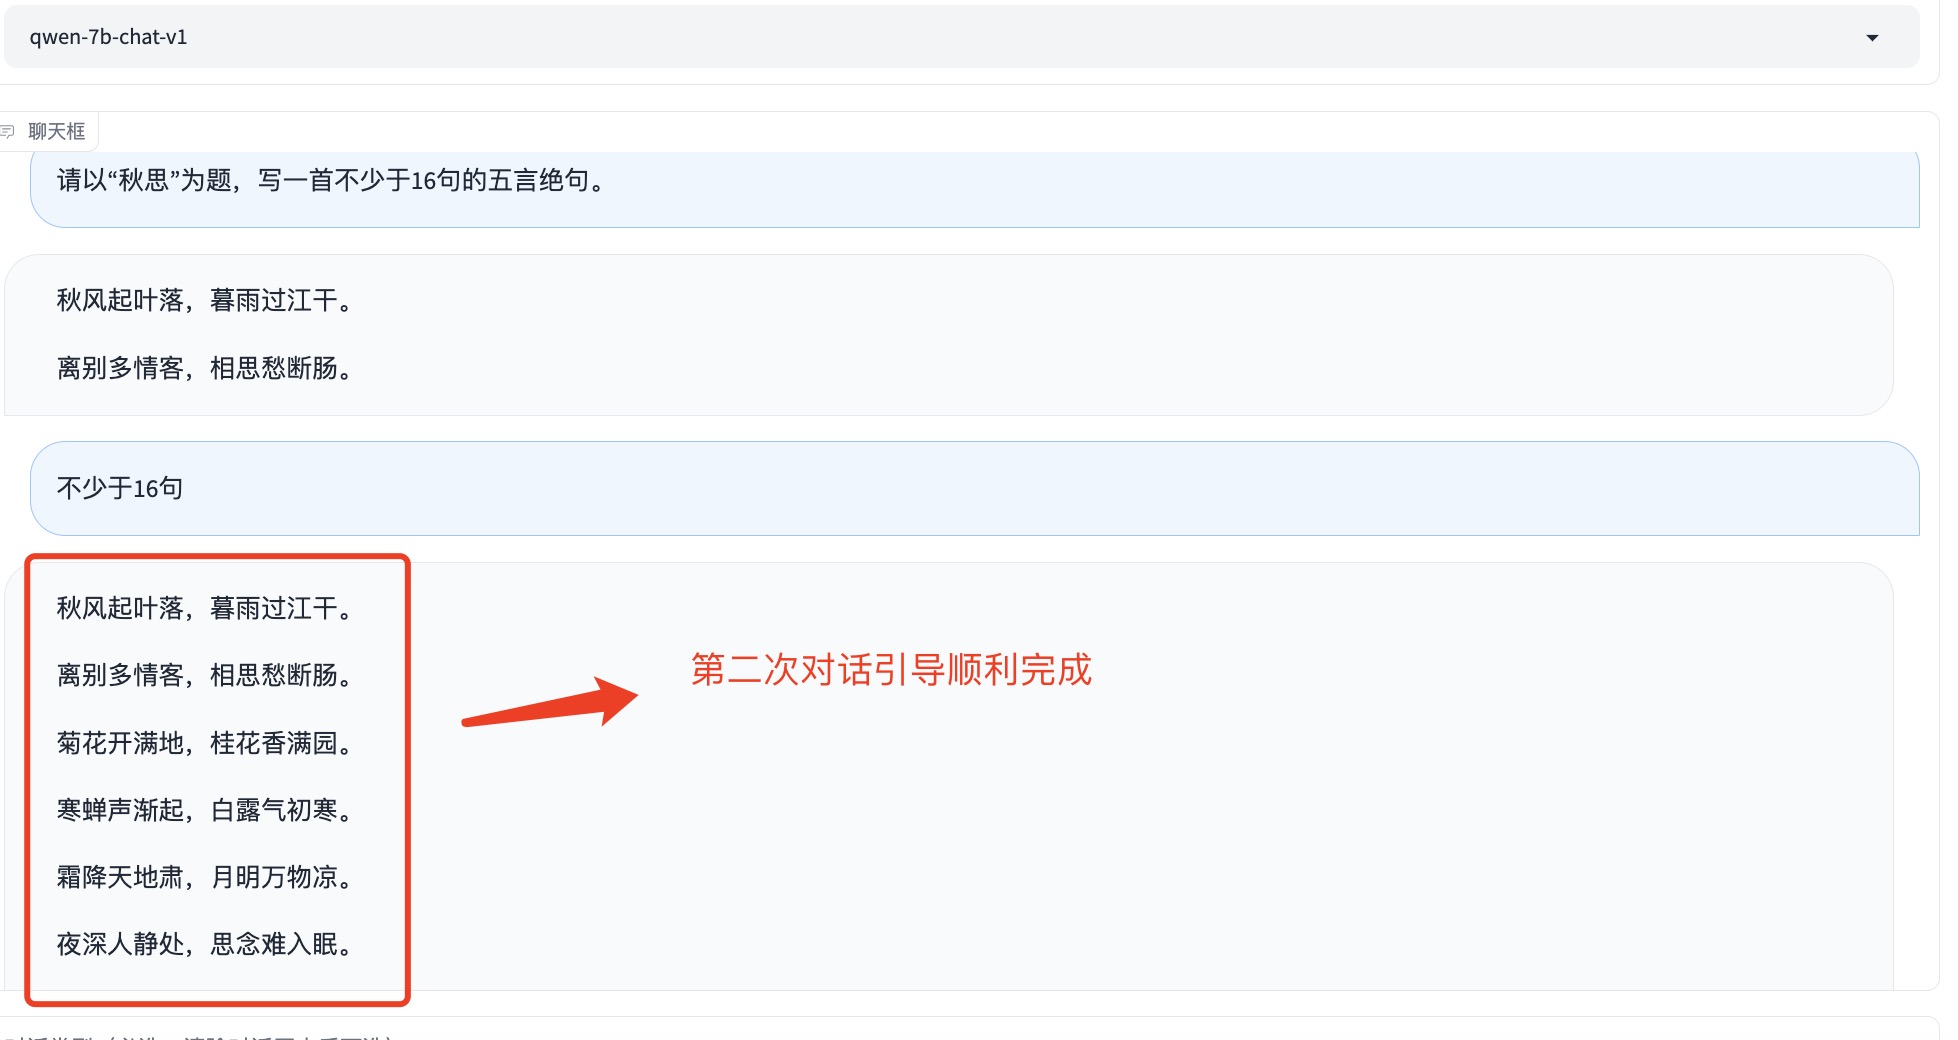 qwen-7b-chat-v1
聊天框
请以“秋思”为题，写一首不少于16句的五言绝句。
秋风起叶落，暮雨过江干。
离别多情客，相思愁断肠。
不少于16句
秋风起叶落，暮雨过江干。
离别多情客，相思愁断肠。
第二次对话引导顺利完成
菊花开满地，桂花香满园。
寒蝉声渐起，白露气初寒。
霜降天地肃，月明万物凉。
夜深人静处，思念难入眠。